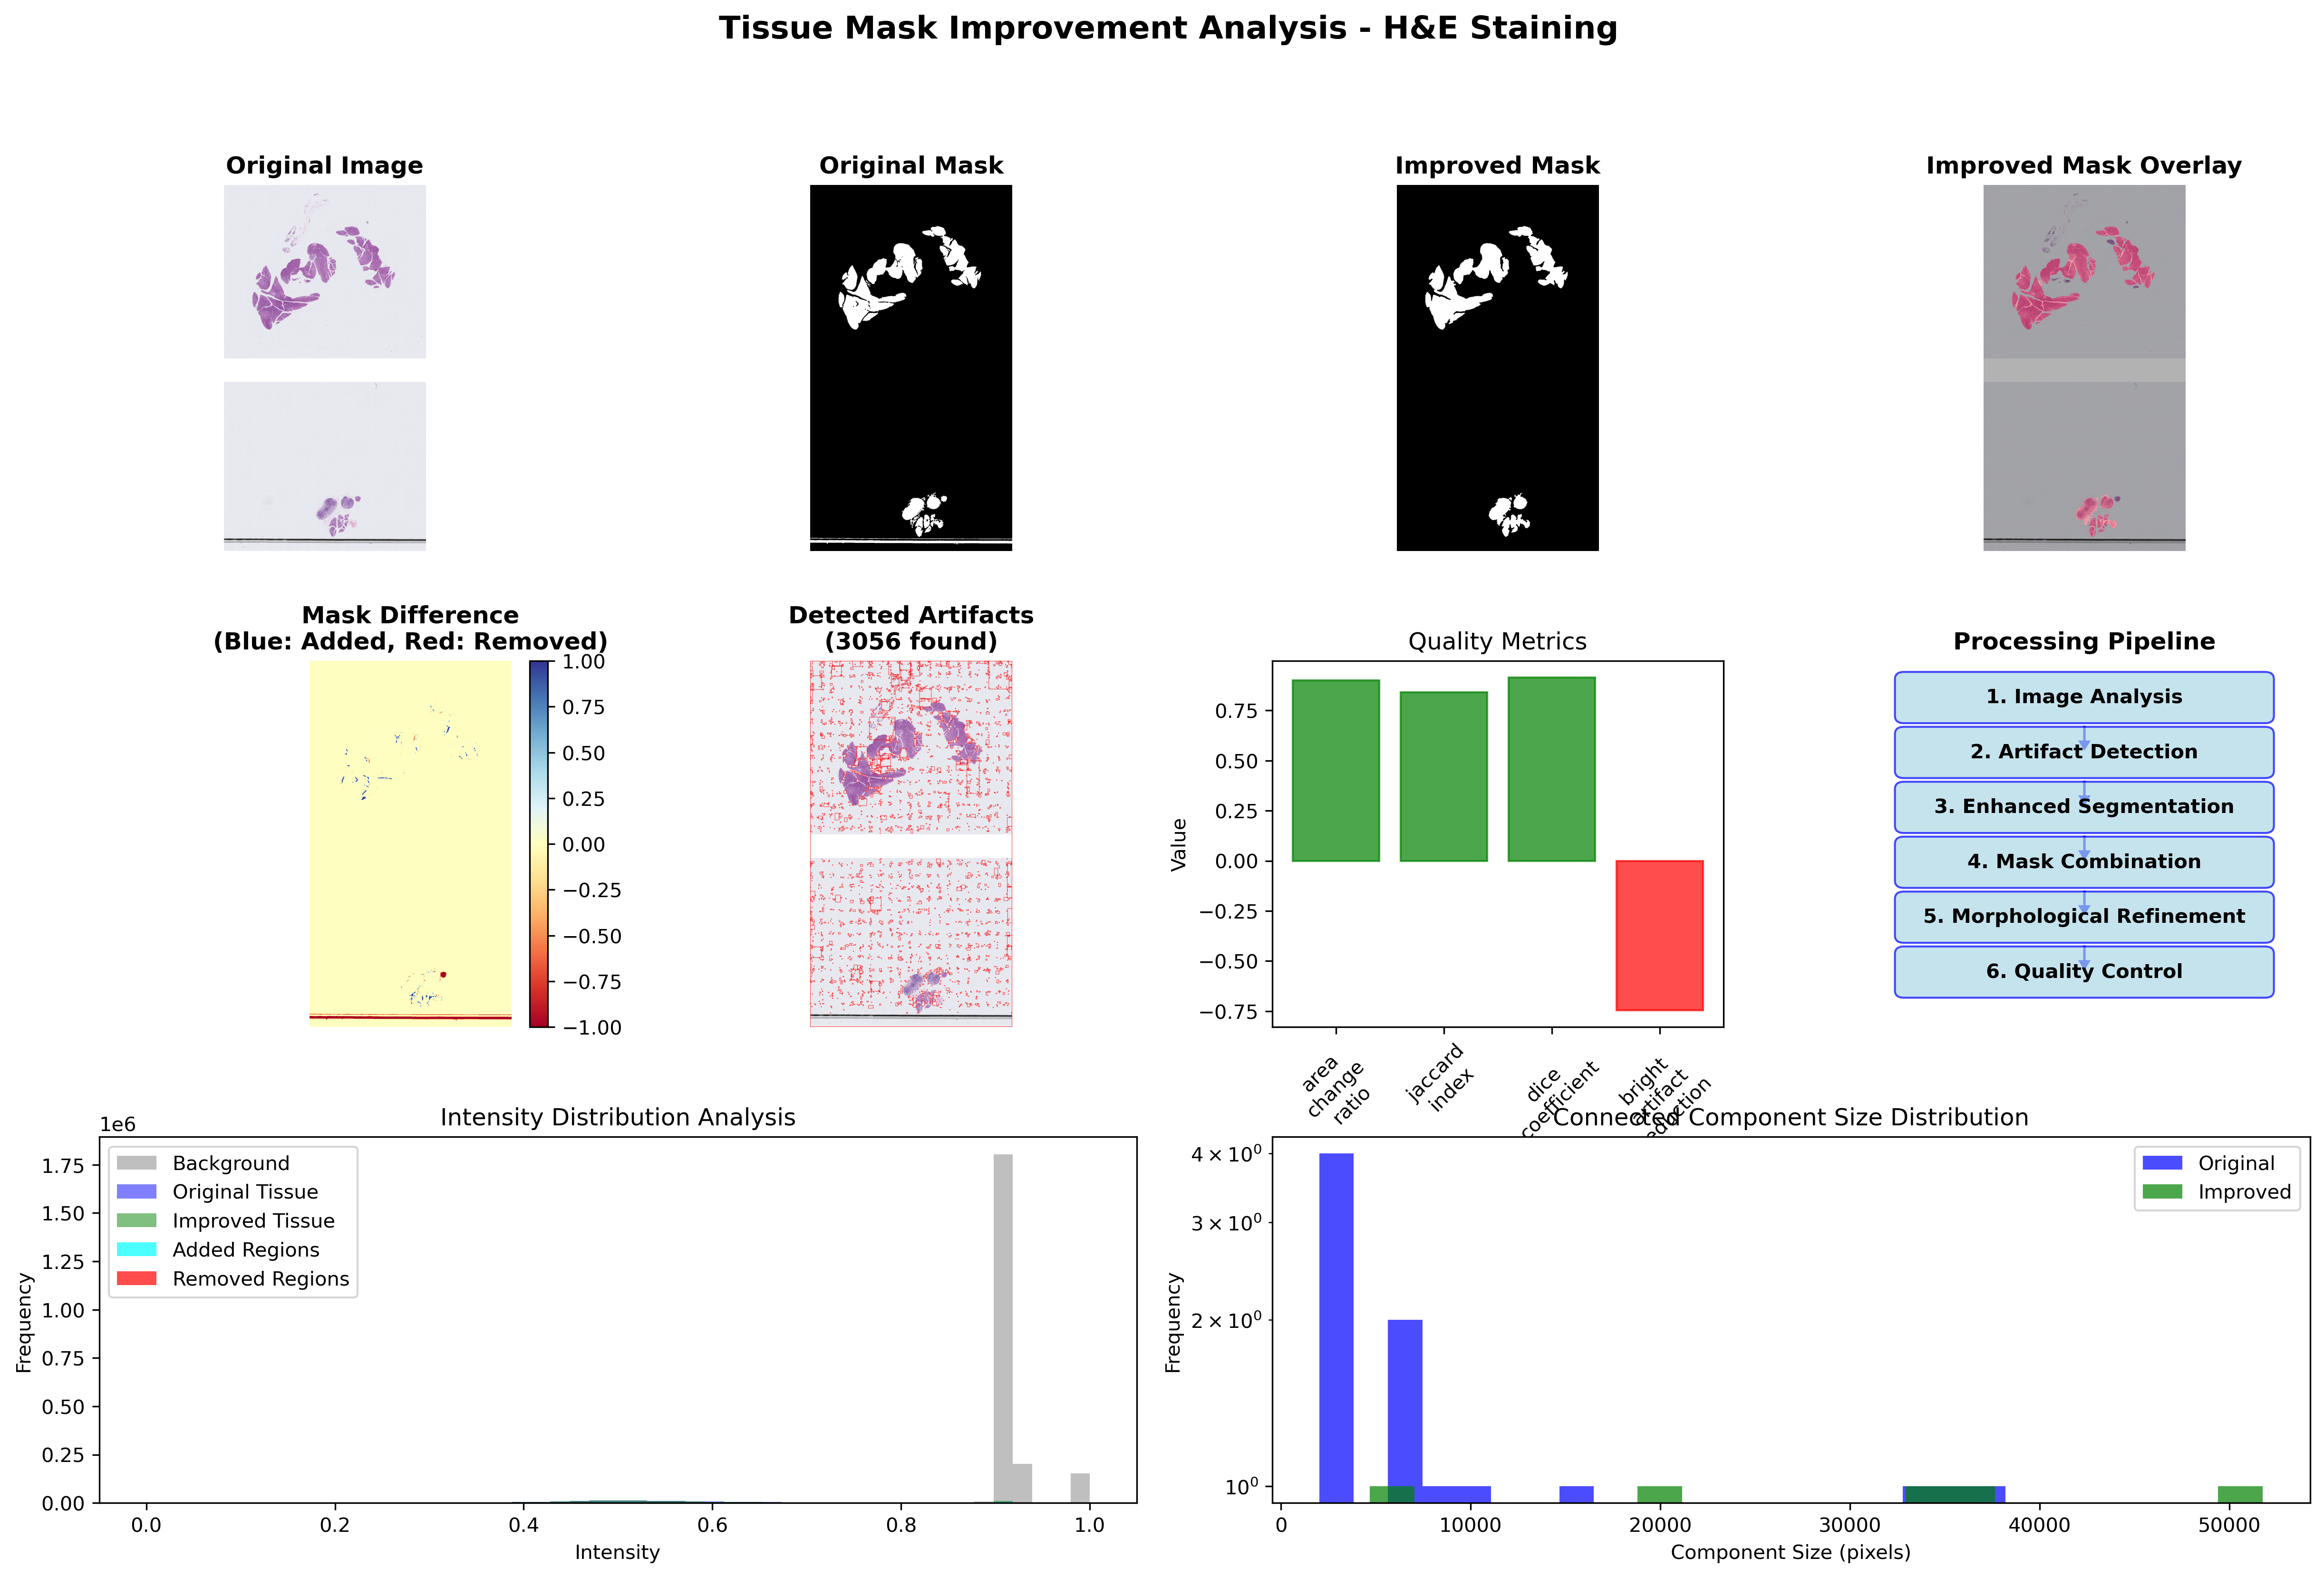 Tissue Mask Improvement Analysis - H&E Staining
Original Image
Original Mask
Improved Mask
Improved Mask Overlay
Mask Difference
(Blue: Added, Red: Removed)
1.00
0.75
0.50
0.25
0.00
−0.25
−0.50
−0.75
−1.00
Detected Artifacts
(3056 found)
Quality Metrics
Value
0.75
0.50
0.25
0.00
−0.25
−0.50
−0.75
area
change
ratio
jaccard
index
dice
coefficient
bright
artifact
Processing Pipeline
1. Image Analysis
2. Artifact Detection
3. Enhanced Segmentation
4. Mask Combination
5. Morphological Refinement
6. Quality Control
Intensity Distribution Analysis
1e6
Frequency
1.75
1.50
1.25
1.00
0.75
0.50
0.25
0.00
Background
Original Tissue
Improved Tissue
Added Regions
Removed Regions
0.0
0.2
0.4
0.6
0.8
1.0
Intensity
Connected Component Size Distribution
Frequency
4 × 10⁰
3 × 10⁰
2 × 10⁰
10⁰
Original
Improved
0
10000
20000
30000
40000
50000
Component Size (pixels)